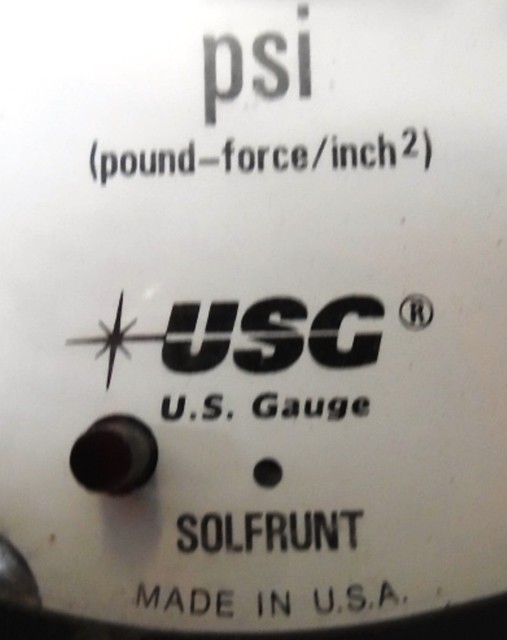 psi
(pound-force/inch²)
USG®
U.S. Gauge
SOLFRUNT
MADE IN U.S.A.